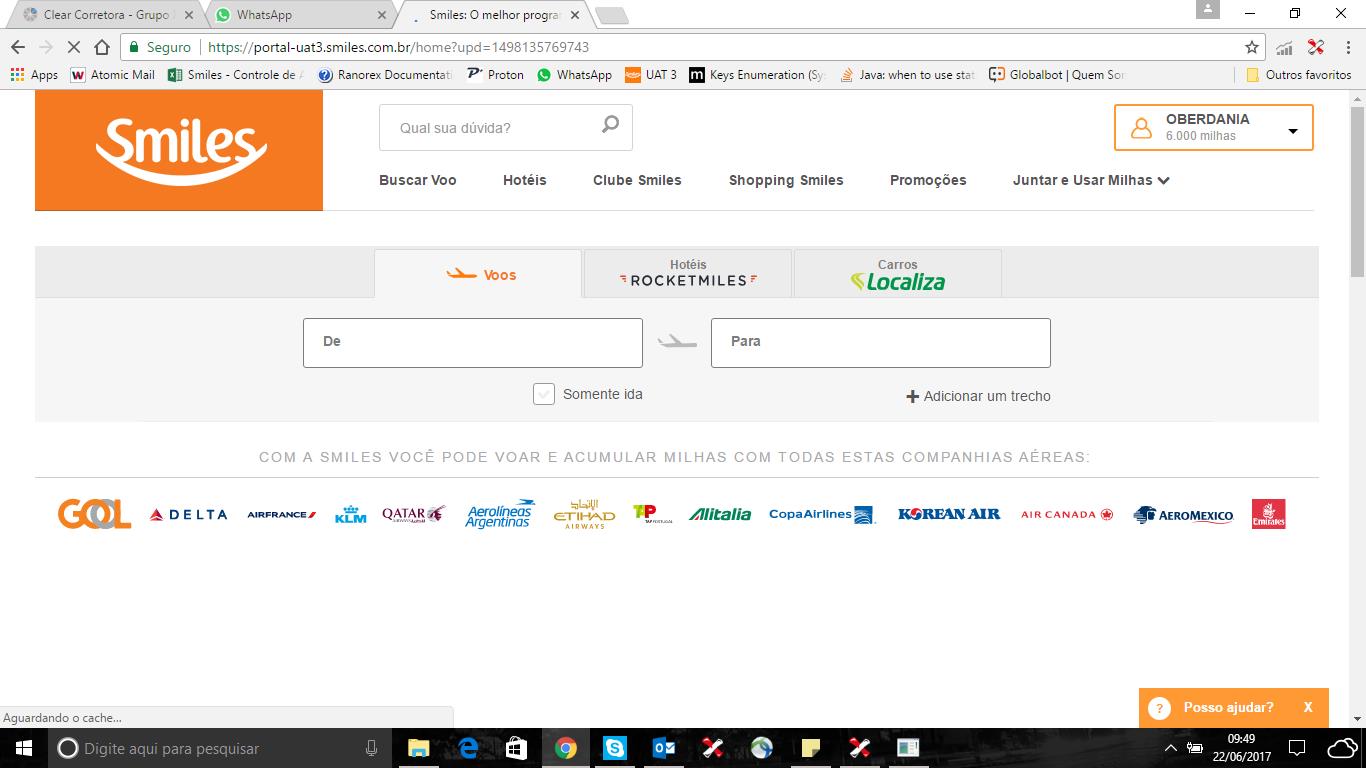 Clear Corretora - Grupo
WhatsApp
Smiles: O melhor progra
Seguro
https://portal-uat3.smiles.com.br/home?upd=1498135769743
Apps
Atomic Mail
Smiles - Controle de
Ranorex Documentati
Proton
WhatsApp
UAT 3
Keys Enumeration (Sy
Java: when to use stat
Globalbot | Quem So
Outros favoritos
Smiles
Qual sua dúvida?
OBERDANIA
6.000 milhas
Buscar Voo
Hotéis
Clube Smiles
Shopping Smiles
Promoções
Juntar e Usar Milhas
Voos
Hotéis
ROCKETMILES
Carros
Localiza
De
Para
Somente ida
Adicionar um trecho
COM A SMILES VOCÊ PODE VOAR E ACUMULAR MILHAS COM TODAS ESTAS COMPANHIAS AÉREAS:
GOL
DELTA
AIRFRANCE
KLM
QATAR
AIRWAYS
Aerolíneas
Argentinas
ETIHAD
AIRWAYS
TAP
TAP PORTUGAL
Alitalia
CopaAirlines
KOREAN AIR
AIR CANADA
AEROMEXICO
Emirates
Posso ajudar?
X
Aguardando o cache...
Digite aqui para pesquisar
09:49
22/06/2017